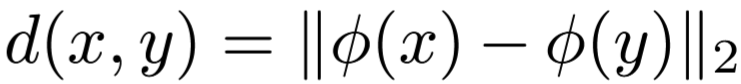 d(x, y) = ‖ϕ(x) − ϕ(y)‖₂